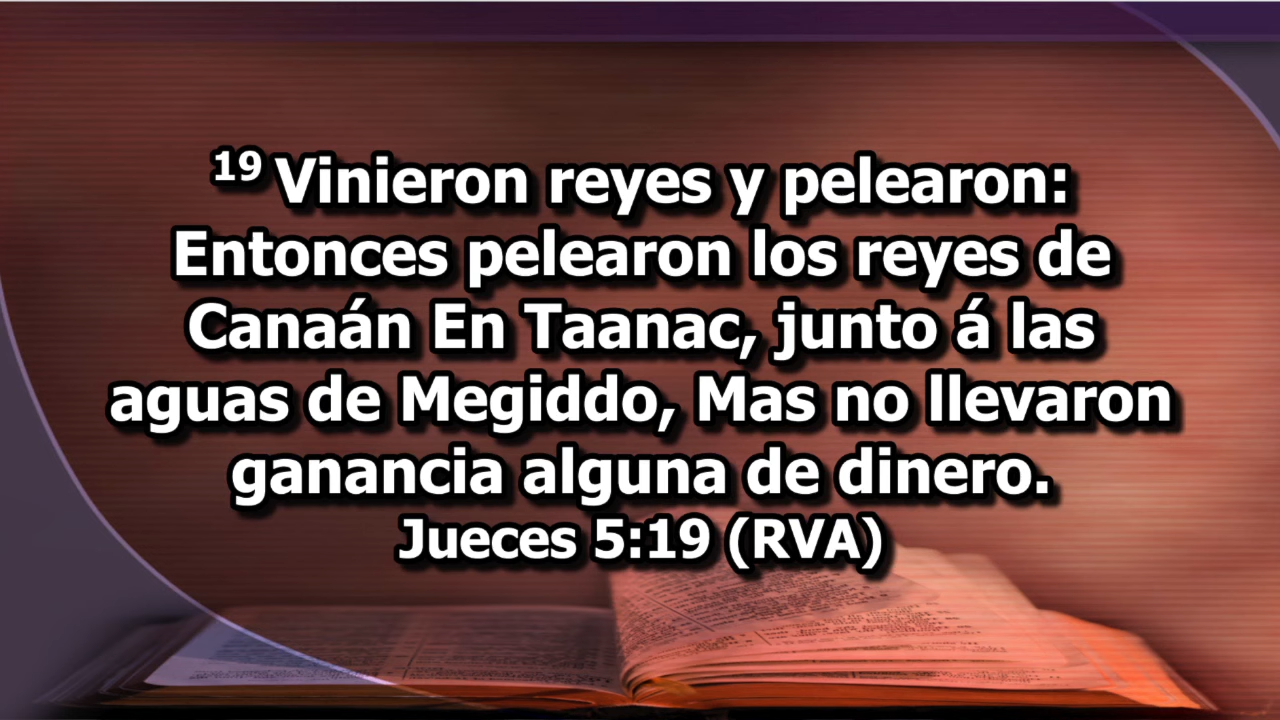 19 Vinieron reyes y pelearon:
Entonces pelearon los reyes de
Canaán En Taanac, junto á las
aguas de Megiddo, Mas no llevaron
ganancia alguna de dinero.
Jueces 5:19 (RVA)